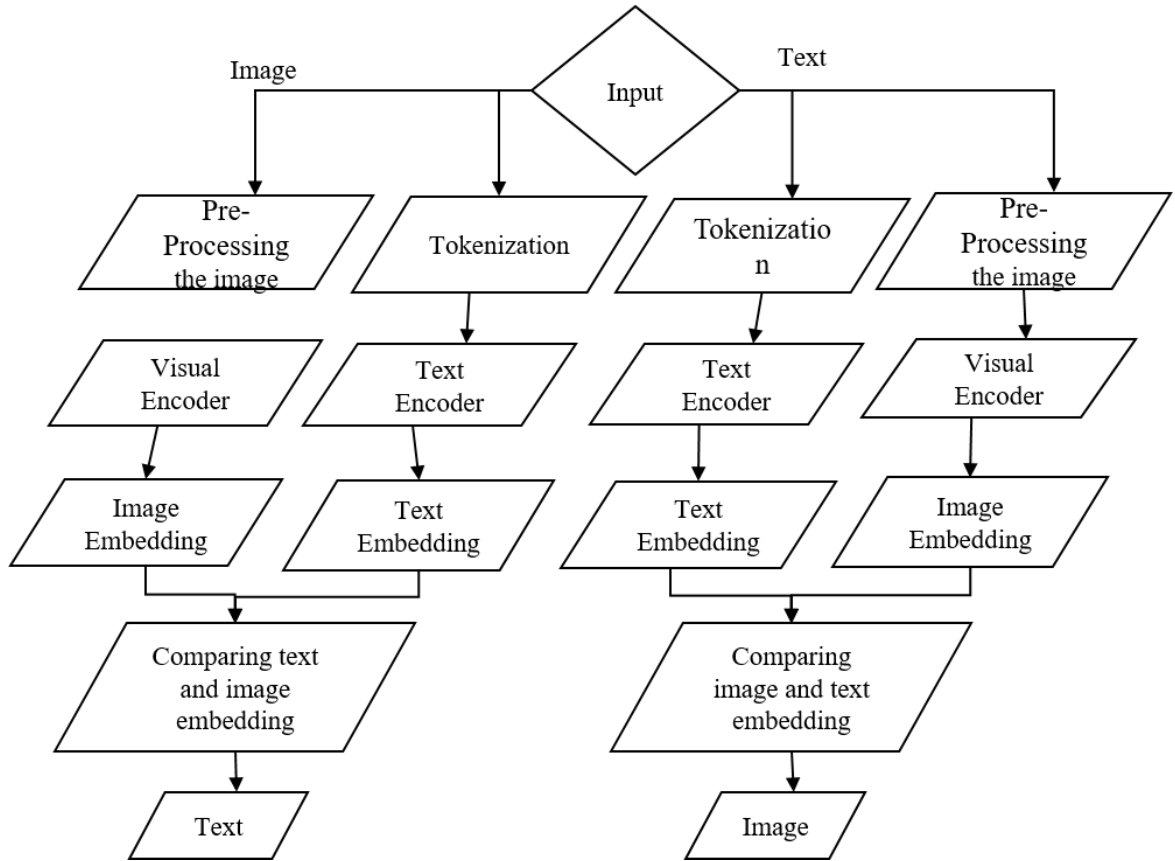 Image
Text
Input
Pre-
Processing
the image
Tokenization
Tokenizatio
n
Pre-
Processing
the image
Visual
Encoder
Text
Encoder
Text
Encoder
Visual
Encoder
Image
Embedding
Text
Embedding
Text
Embedding
Image
Embedding
Comparing text
and image
embedding
Comparing
image and text
embedding
Text
Image